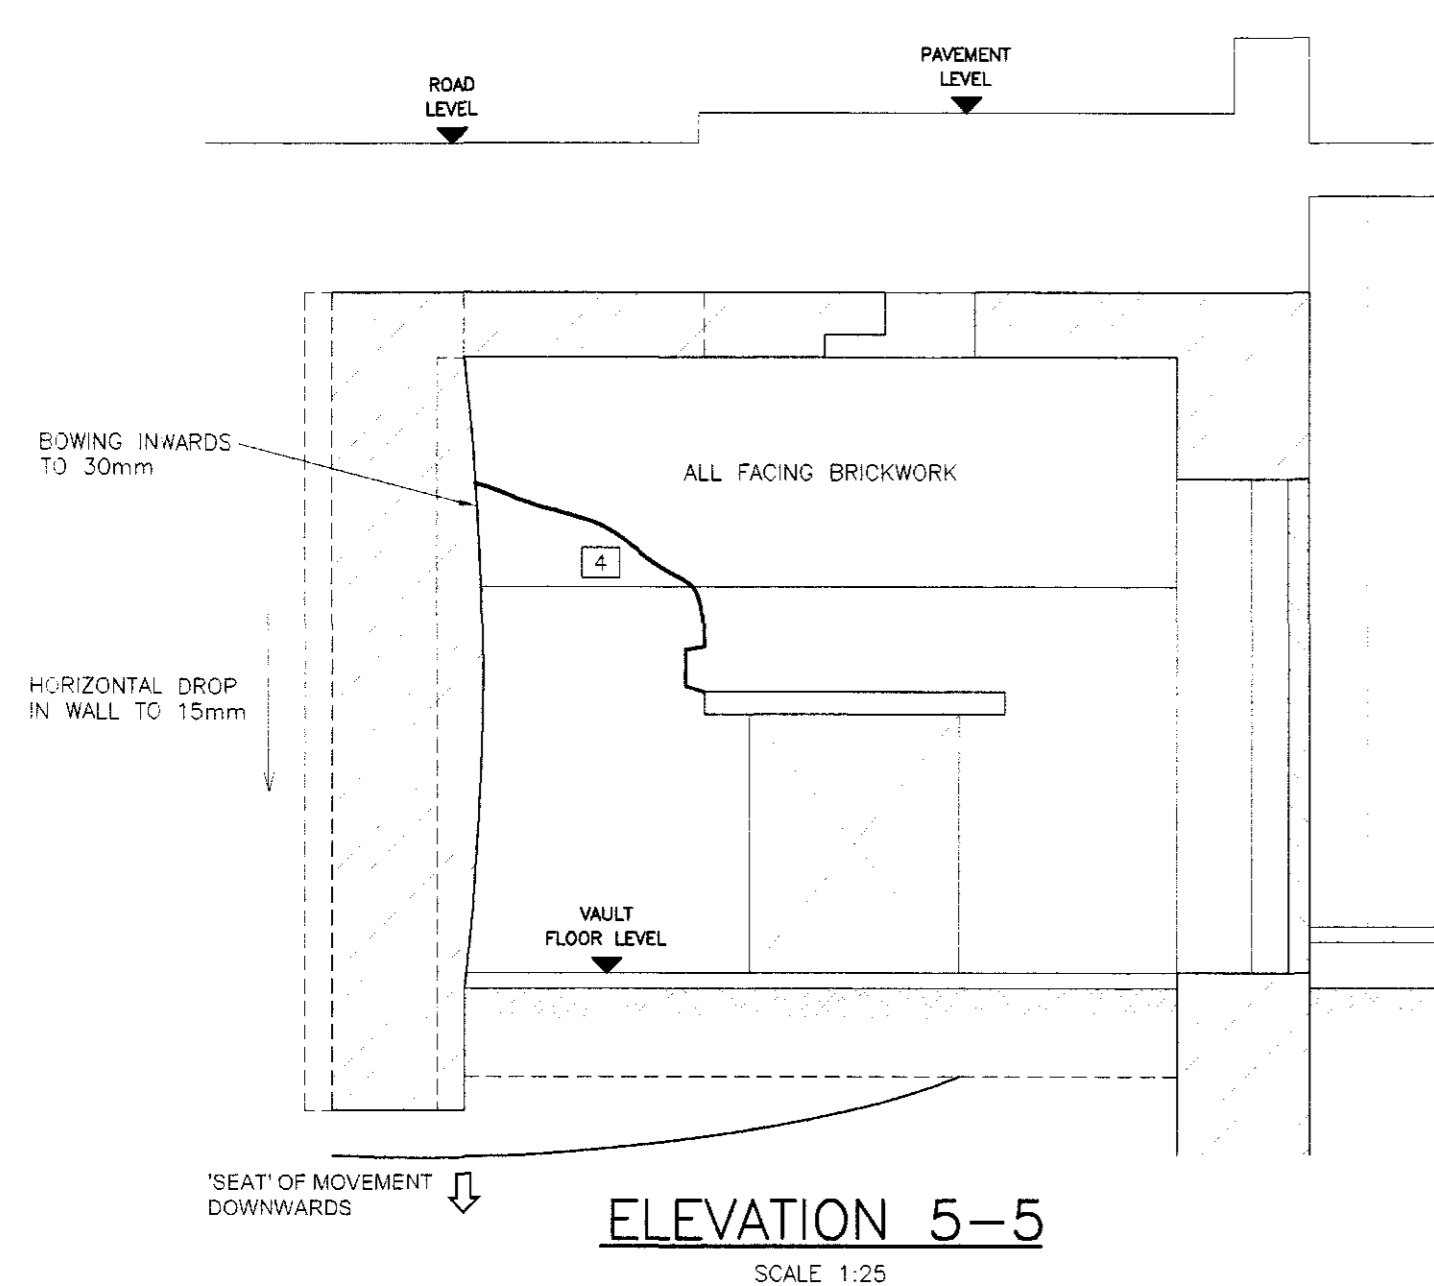 PAVEMENT
LEVEL
ROAD
LEVEL
BOWING INWARDS
TO 30mm
ALL FACING BRICKWORK
4
HORIZONTAL DROP
IN WALL TO 15mm
VAULT
FLOOR LEVEL
'SEAT' OF MOVEMENT
DOWNWARDS
ELEVATION 5-5
SCALE 1:25